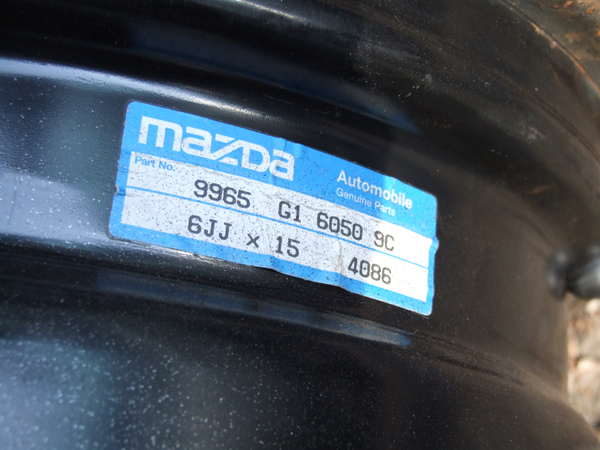 mazda
Automobile
Genuine Parts
Part No.
9965 G1 6050 9C
6JJ × 15 4086